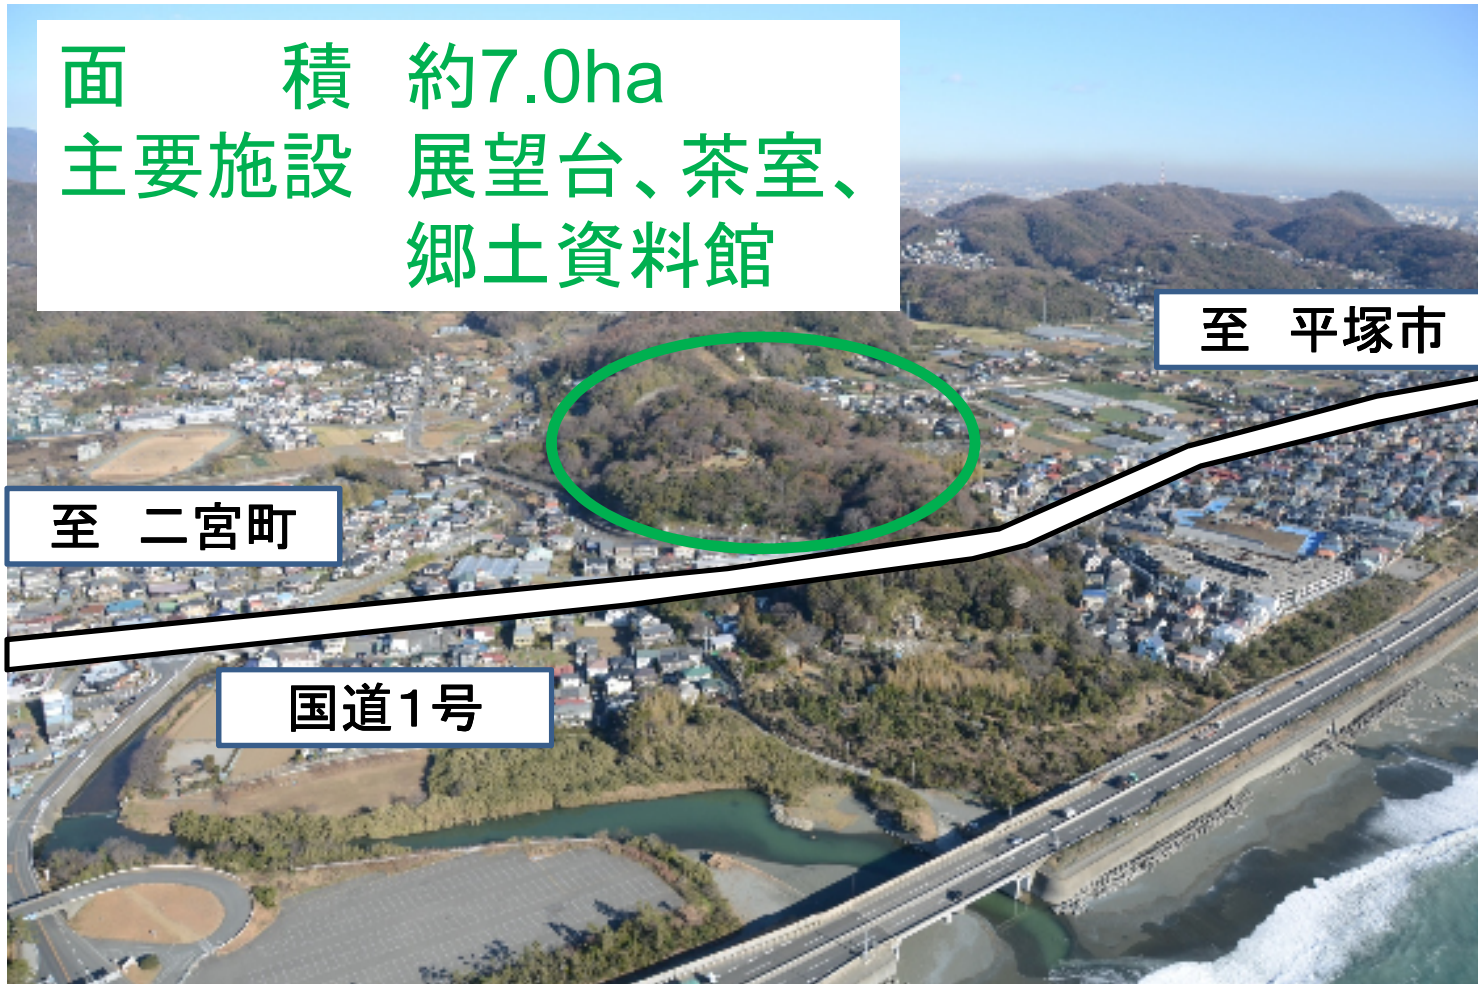 面　　積　約7.0ha
主要施設　展望台、茶室、
郷土資料館
至　平塚市
至　二宮町
国道１号